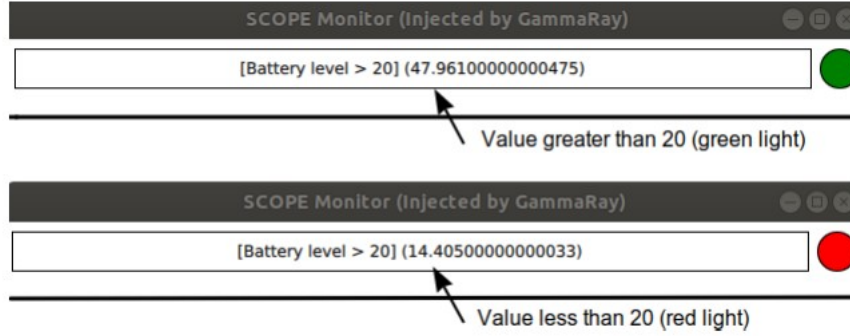 SCOPE Monitor (Injected by GammaRay)
[Battery level > 20] (47.96100000000475)
Value greater than 20 (green light)
SCOPE Monitor (Injected by GammaRay)
[Battery level > 20] (14.40500000000033)
Value less than 20 (red light)